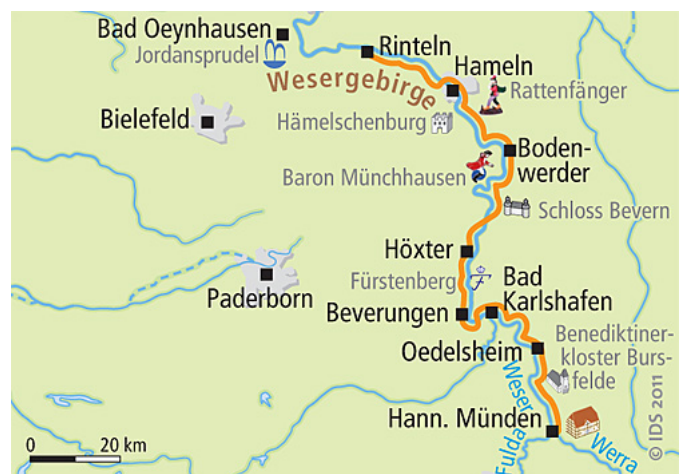 Bad Oeynhausen
Jordansprudel
Rinteln
Wesergebirge
Hameln
Rattenfänger
Bielefeld
Hämelschenburg
Boden-
werder
Baron Münchhausen
Schloss Bevern
Höxter
Fürstenberg
F
Bad
Karlshafen
Paderborn
Beverungen
Oedelsheim
Benediktiner-
kloster Burs-
felde
Weser
Hann. Münden
Fulda
Werra
0 20 km
© IDS 2011